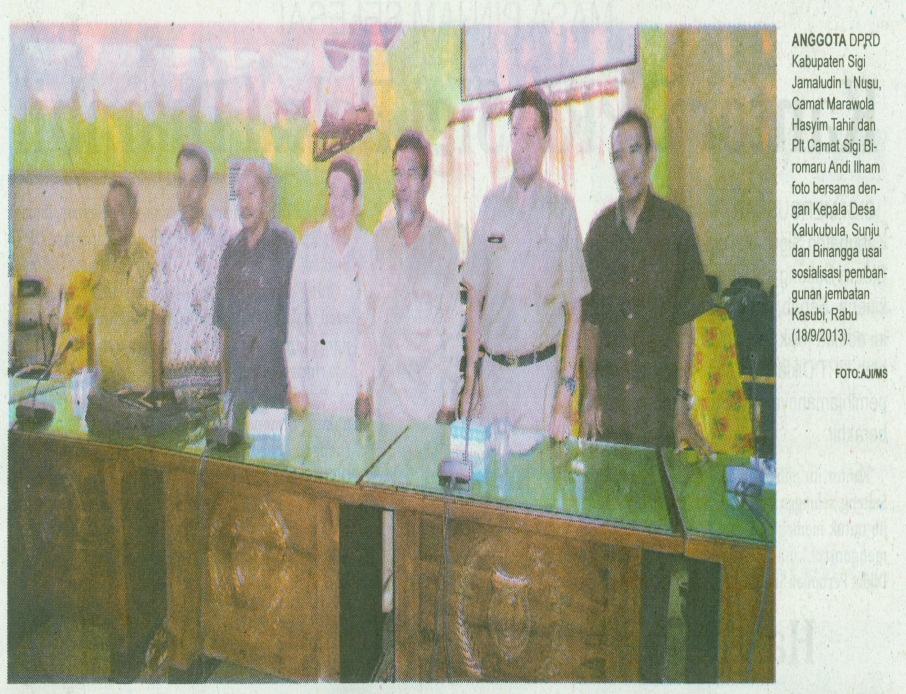 ANGGOTA DPRD
Kabupaten Sigi
Jamaludin L Nusu,
Camat Marawola
Hasyim Tahir dan
Plt Camat Sigi Bi-
romaru Andi Ilham
foto bersama den-
gan Kepala Desa
Kalukubula, Sunju
dan Binangga usai
sosialisasi pemban-
gunan jembatan
Kasubi, Rabu
(18/9/2013).
FOTO:AJI/MS